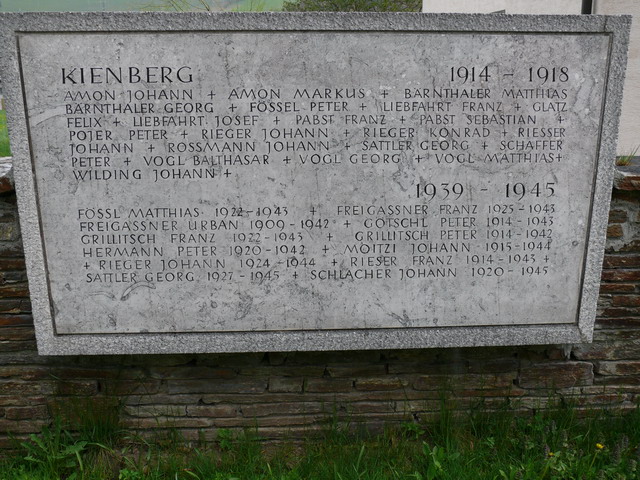 KIENBERG 1914 - 1918
AMON JOHANN + AMON MARKUS + BÄRNTHALER MATTHIAS
BÄRNTHALER GEORG + FÖSSEL PETER + LIEBFAHRT FRANZ + GLATZ
FELIX + LIEBFAHRT JOSEF + PABST FRANZ + PABST SEBASTIAN +
POJER PETER + RIEGER JOHANN + RIEGER KONRAD + RIESSER
JOHANN + ROSSMANN JOHANN + SATTLER GEORG + SCHAFFER
PETER + VOGL BALTHASAR + VOGL GEORG + VOGL MATTHIAS+
WILDING JOHANN +
1939 - 1945
FÖSSL MATTHIAS 1922-1943 + FREIGASSNER FRANZ 1925-1943
FREIGASSNER URBAN 1909-1942 + GÖTSCHL PETER 1914-1943
GRILLITSCH FRANZ 1922-1943 + GRILLITSCH PETER 1914-1942
HERMANN PETER 1920-1942 + MOITZI JOHANN 1915-1944
+ RIEGER JOHANN 1924-1944 + RIESER FRANZ 1914-1943 +
SATTLER GEORG 1927-1945 + SCHLACHER JOHANN 1920-1945